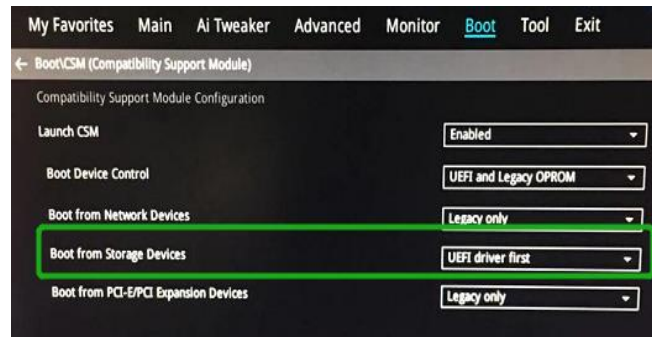 My Favorites Main Ai Tweaker Advanced Monitor Boot Tool Exit
← Boot\CSM (Compatibility Support Module)
Compatibility Support Module Configuration
Launch CSM Enabled
Boot Device Control UEFI and Legacy OPROM
Boot from Network Devices Legacy only
Boot from Storage Devices UEFI driver first
Boot from PCI-E/PCI Expansion Devices Legacy only